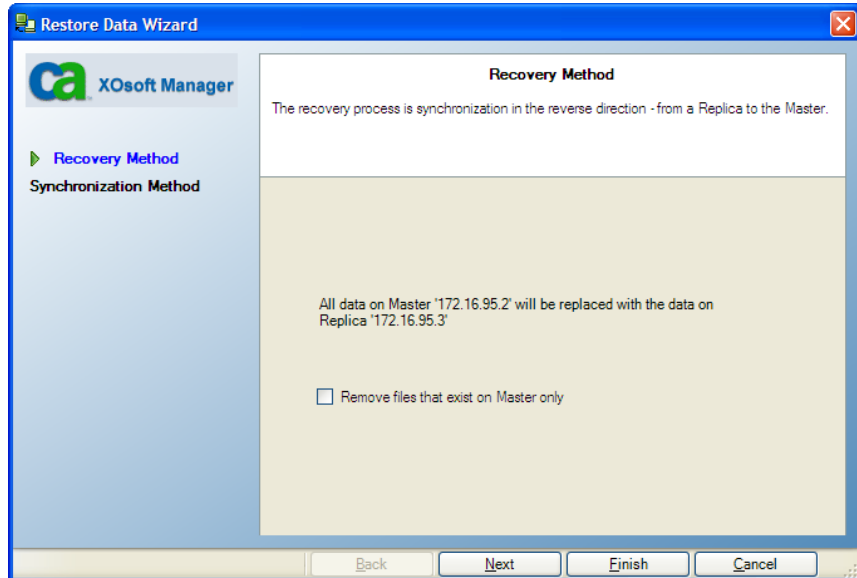 Restore Data Wizard
ca
XOsoft Manager
Recovery Method
Synchronization Method
Recovery Method
The recovery process is synchronization in the reverse direction - from a Replica to the Master.
All data on Master '172.16.95.2' will be replaced with the data on
Replica '172.16.95.3'
Remove files that exist on Master only
Back
Next
Finish
Cancel